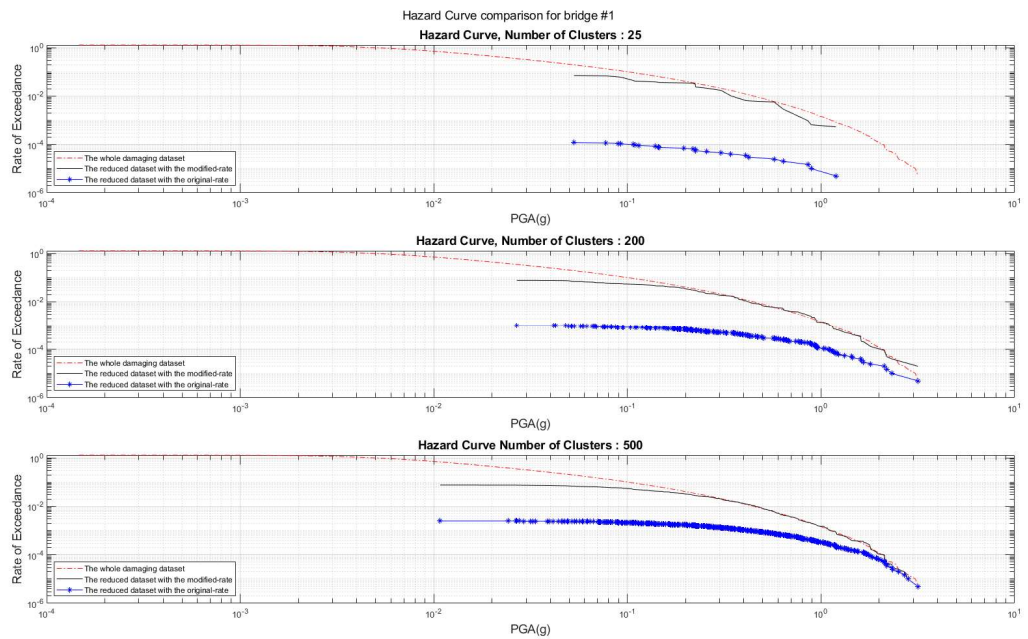 Hazard Curve comparison for bridge #1
Hazard Curve, Number of Clusters : 25
Rate of Exceedance
10^0
10^-2
10^-4
10^-6
The whole damaging dataset
The reduced dataset with the modified-rate
The reduced dataset with the original-rate
10^-4 10^-3 10^-2 10^-1 10^0 10^1
PGA(g)
Hazard Curve, Number of Clusters : 200
Rate of Exceedance
10^0
10^-2
10^-4
10^-6
The whole damaging dataset
The reduced dataset with the modified-rate
The reduced dataset with the original-rate
10^-4 10^-3 10^-2 10^-1 10^0 10^1
PGA(g)
Hazard Curve Number of Clusters : 500
Rate of Exceedance
10^0
10^-2
10^-4
10^-6
The whole damaging dataset
The reduced dataset with the modified-rate
The reduced dataset with the original-rate
10^-4 10^-3 10^-2 10^-1 10^0 10^1
PGA(g)